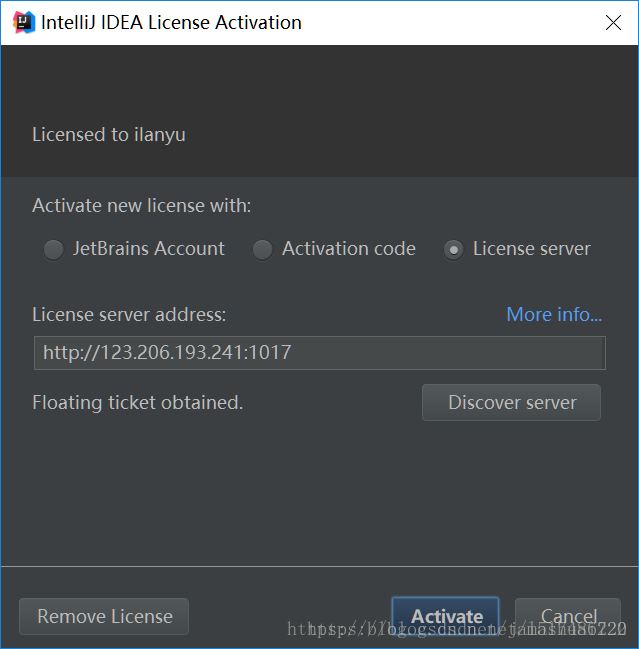 IntelliJ IDEA License Activation
Licensed to ilanyu
Activate new license with:
JetBrains Account Activation code License server
License server address: More info...
http://123.206.193.241:1017
Floating ticket obtained. Discover server
Remove License Activate Cancel